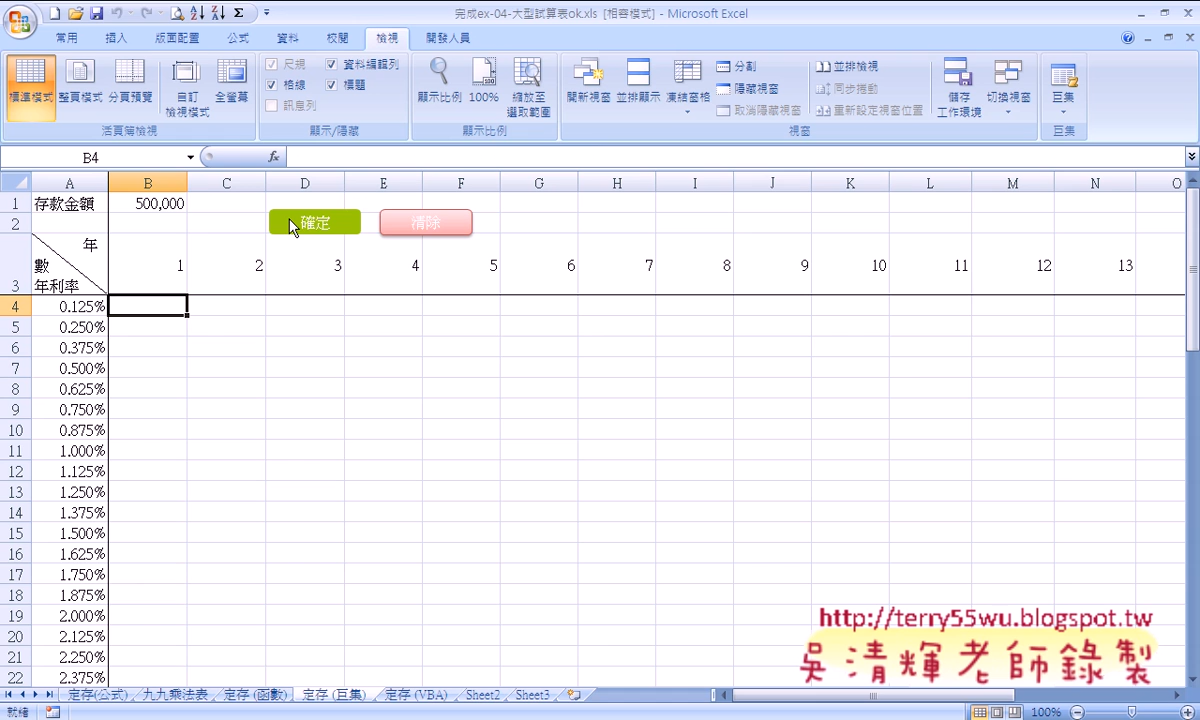 完成ex-04-大型試算表ok.xls [相容模式] - Microsoft Excel
常用 插入 版面配置 公式 資料 校閱 檢視 開發人員
標準模式 整頁模式 分頁預覽 自訂檢視模式 全螢幕
活頁簿檢視
尺規 資料編輯列
格線 標題
訊息列
顯示/隱藏
顯示比例 100% 縮放至選取範圍
顯示比例
開新視窗 並排顯示 凍結窗格
分割
隱藏視窗
取消隱藏視窗
並排檢視
同步捲動
重新設定視窗位置
儲存工作環境 切換視窗
視窗
巨集
巨集
B4 fx
A B C D E F G H I J K L M N O
1 存款金額 500,000
2 確定 清除
年
數
3 年利率 1 2 3 4 5 6 7 8 9 10 11 12 13
4 0.125%
5 0.250%
6 0.375%
7 0.500%
8 0.625%
9 0.750%
10 0.875%
11 1.000%
12 1.125%
13 1.250%
14 1.375%
15 1.500%
16 1.625%
17 1.750%
18 1.875%
19 2.000%
20 2.125%
21 2.250%
22 2.375%
http://terry55wu.blogspot.tw
吳清輝老師錄製
定存(公式) 九九乘法表 定存 (函數) 定存 (巨集) 定存 (VBA) Sheet2 Sheet3
就緒 100%